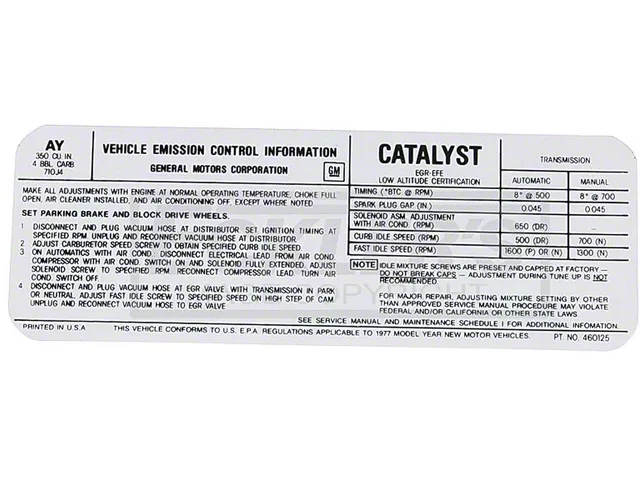 AY
350 CU. IN.
4 BBL. CARB
710J4
VEHICLE EMISSION CONTROL INFORMATION
GENERAL MOTORS CORPORATION GM
CATALYST
EGR-EFE
LOW ALTITUDE CERTIFICATION
TRANSMISSION
AUTOMATIC MANUAL
TIMING (°BTC @ RPM) 8° @ 500 8° @ 700
SPARK PLUG GAP (IN.) 0.045 0.045
SOLENOID ASM. ADJUSTMENT
WITH AIR COND. (RPM) 650 (DR) –
CURB IDLE SPEED (RPM) 500 (DR) 700 (N)
FAST IDLE SPEED (RPM) 1600 (P) OR (N) 1300 (N)
MAKE ALL ADJUSTMENTS WITH ENGINE AT NORMAL OPERATING TEMPERATURE, CHOKE FULL
OPEN, AIR CLEANER INSTALLED, AND AIR CONDITIONING OFF, EXCEPT WHERE NOTED.
SET PARKING BRAKE AND BLOCK DRIVE WHEELS.
1 DISCONNECT AND PLUG VACUUM HOSE AT DISTRIBUTOR. SET IGNITION TIMING AT
SPECIFIED RPM. UNPLUG AND RECONNECT VACUUM HOSE AT DISTRIBUTOR.
2 ADJUST CARBURETOR SPEED SCREW TO OBTAIN SPECIFIED CURB IDLE SPEED.
3 ON AUTOMATICS WITH AIR COND.: DISCONNECT ELECTRICAL LEAD FROM AIR COND.
COMPRESSOR WITH AIR COND. SWITCH ON AND SOLENOID FULLY EXTENDED, ADJUST
SOLENOID SCREW TO SPECIFIED RPM. RECONNECT COMPRESSOR LEAD. TURN AIR
COND. SWITCH OFF.
4 DISCONNECT AND PLUG VACUUM HOSE AT EGR VALVE. WITH TRANSMISSION IN PARK
OR NEUTRAL, ADJUST FAST IDLE SCREW TO SPECIFIED SPEED ON HIGH STEP OF CAM.
UNPLUG AND RECONNECT VACUUM HOSE AT EGR VALVE
NOTE IDLE MIXTURE SCREWS ARE PRESET AND CAPPED AT FACTORY –
DO NOT BREAK CAPS – ADJUSTMENT DURING TUNE UP IS NOT
RECOMMENDED
FOR MAJOR REPAIR, ADJUSTING MIXTURE SETTING BY OTHER
THAN APPROVED SERVICE MANUAL PROCEDURE MAY VIOLATE
FEDERAL AND/OR CALIFORNIA OR OTHER STATE LAWS.
SEE SERVICE MANUAL AND MAINTENANCE SCHEDULE I FOR ADDITIONAL INFOMATION.
PRINTED IN U.S.A THIS VEHICLE CONFORMS TO U.S. E.P.A. REGULATIONS APPLICABLE TO 1977 MODEL YEAR NEW MOTOR VEHICLES. PT NO. 460125